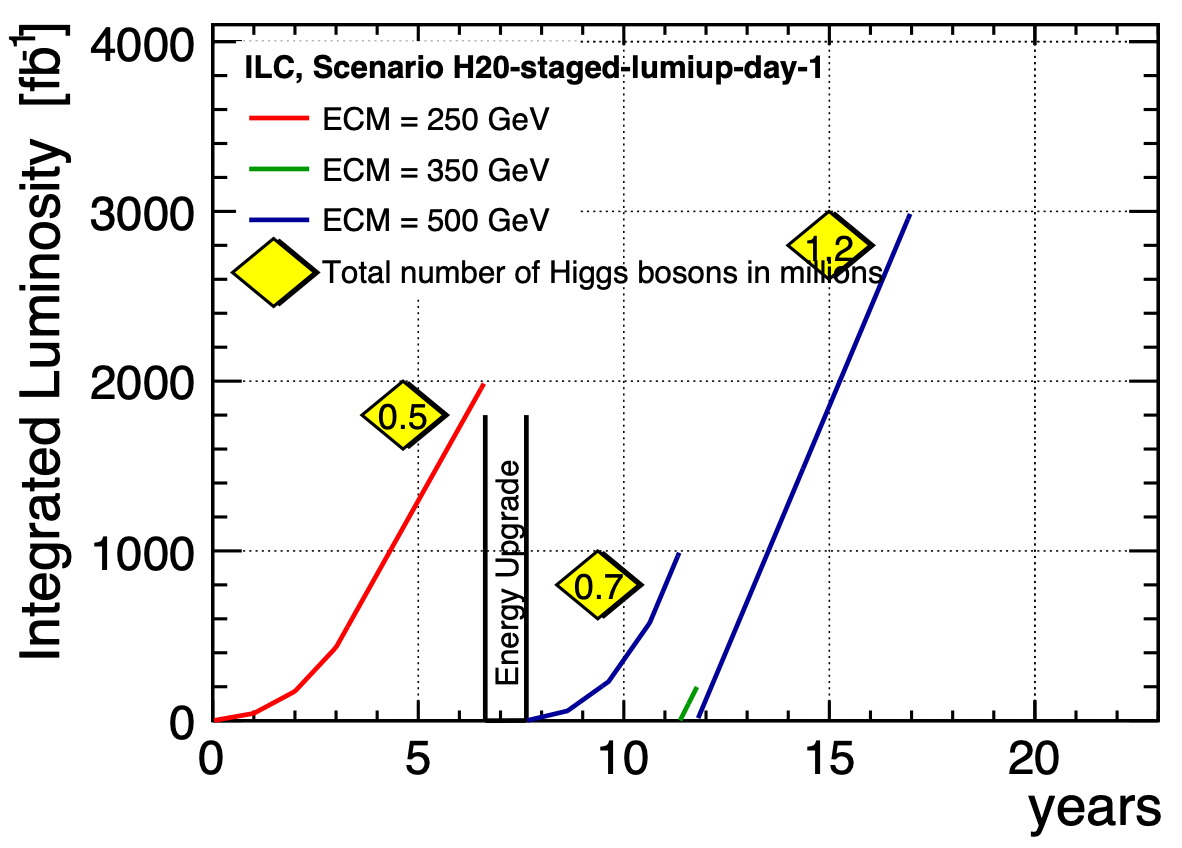 Integrated Luminosity [fb-1]
4000
3000
2000
1000
0
ILC, Scenario H20-staged-lumiup-day-1
ECM = 250 GeV
ECM = 350 GeV
ECM = 500 GeV
Total number of Higgs bosons in millions
1.2
0.5
0.7
Energy Upgrade
0 5 10 15 20
years